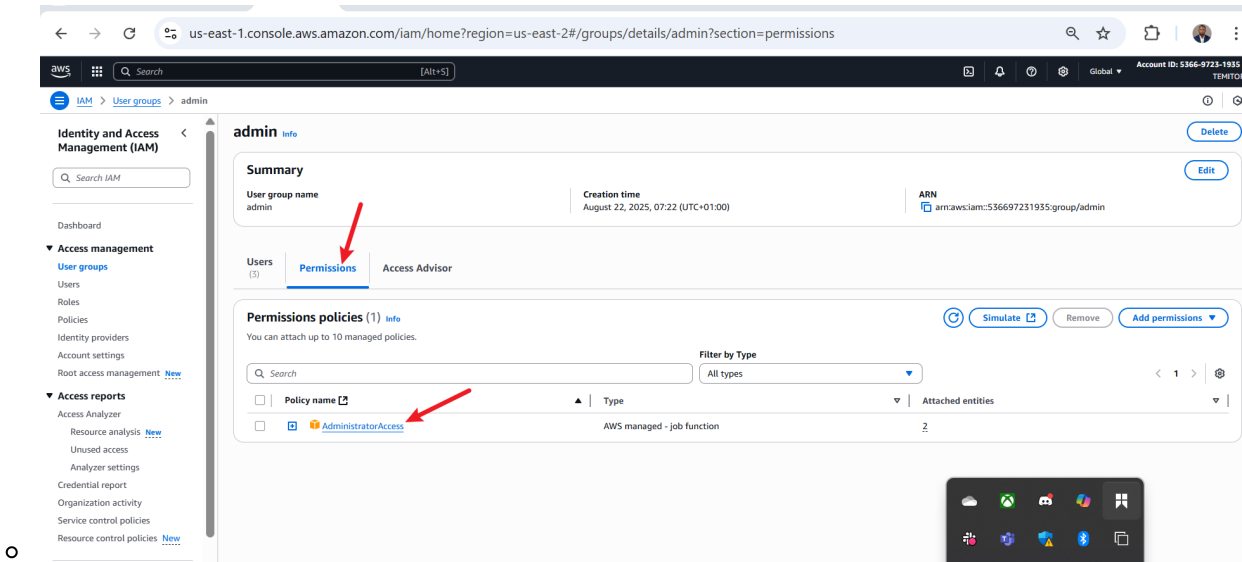 us-east-1.console.aws.amazon.com/iam/home?region=us-east-2#/groups/details/admin?section=permissions
aws Search [Alt+S] Global Account ID: 5366-9723-1935
TEMITO
IAM > User groups > admin
Identity and Access
Management (IAM)
Search IAM
Dashboard
Access management
User groups
Users
Roles
Policies
Identity providers
Account settings
Root access management New
Access reports
Access Analyzer
Resource analysis New
Unused access
Analyzer settings
Credential report
Organization activity
Service control policies
Resource control policies New
admin Info
Delete
Summary
Edit
User group name
admin
Creation time
August 22, 2025, 07:22 (UTC+01:00)
ARN
arn:aws:iam::536697231935:group/admin
Users
(3)
Permissions
Access Advisor
Permissions policies (1) Info
Simulate
Remove
Add permissions
You can attach up to 10 managed policies.
Filter by Type
Search
All types
1
Policy name Type Attached entities
AdministratorAccess AWS managed - job function 2